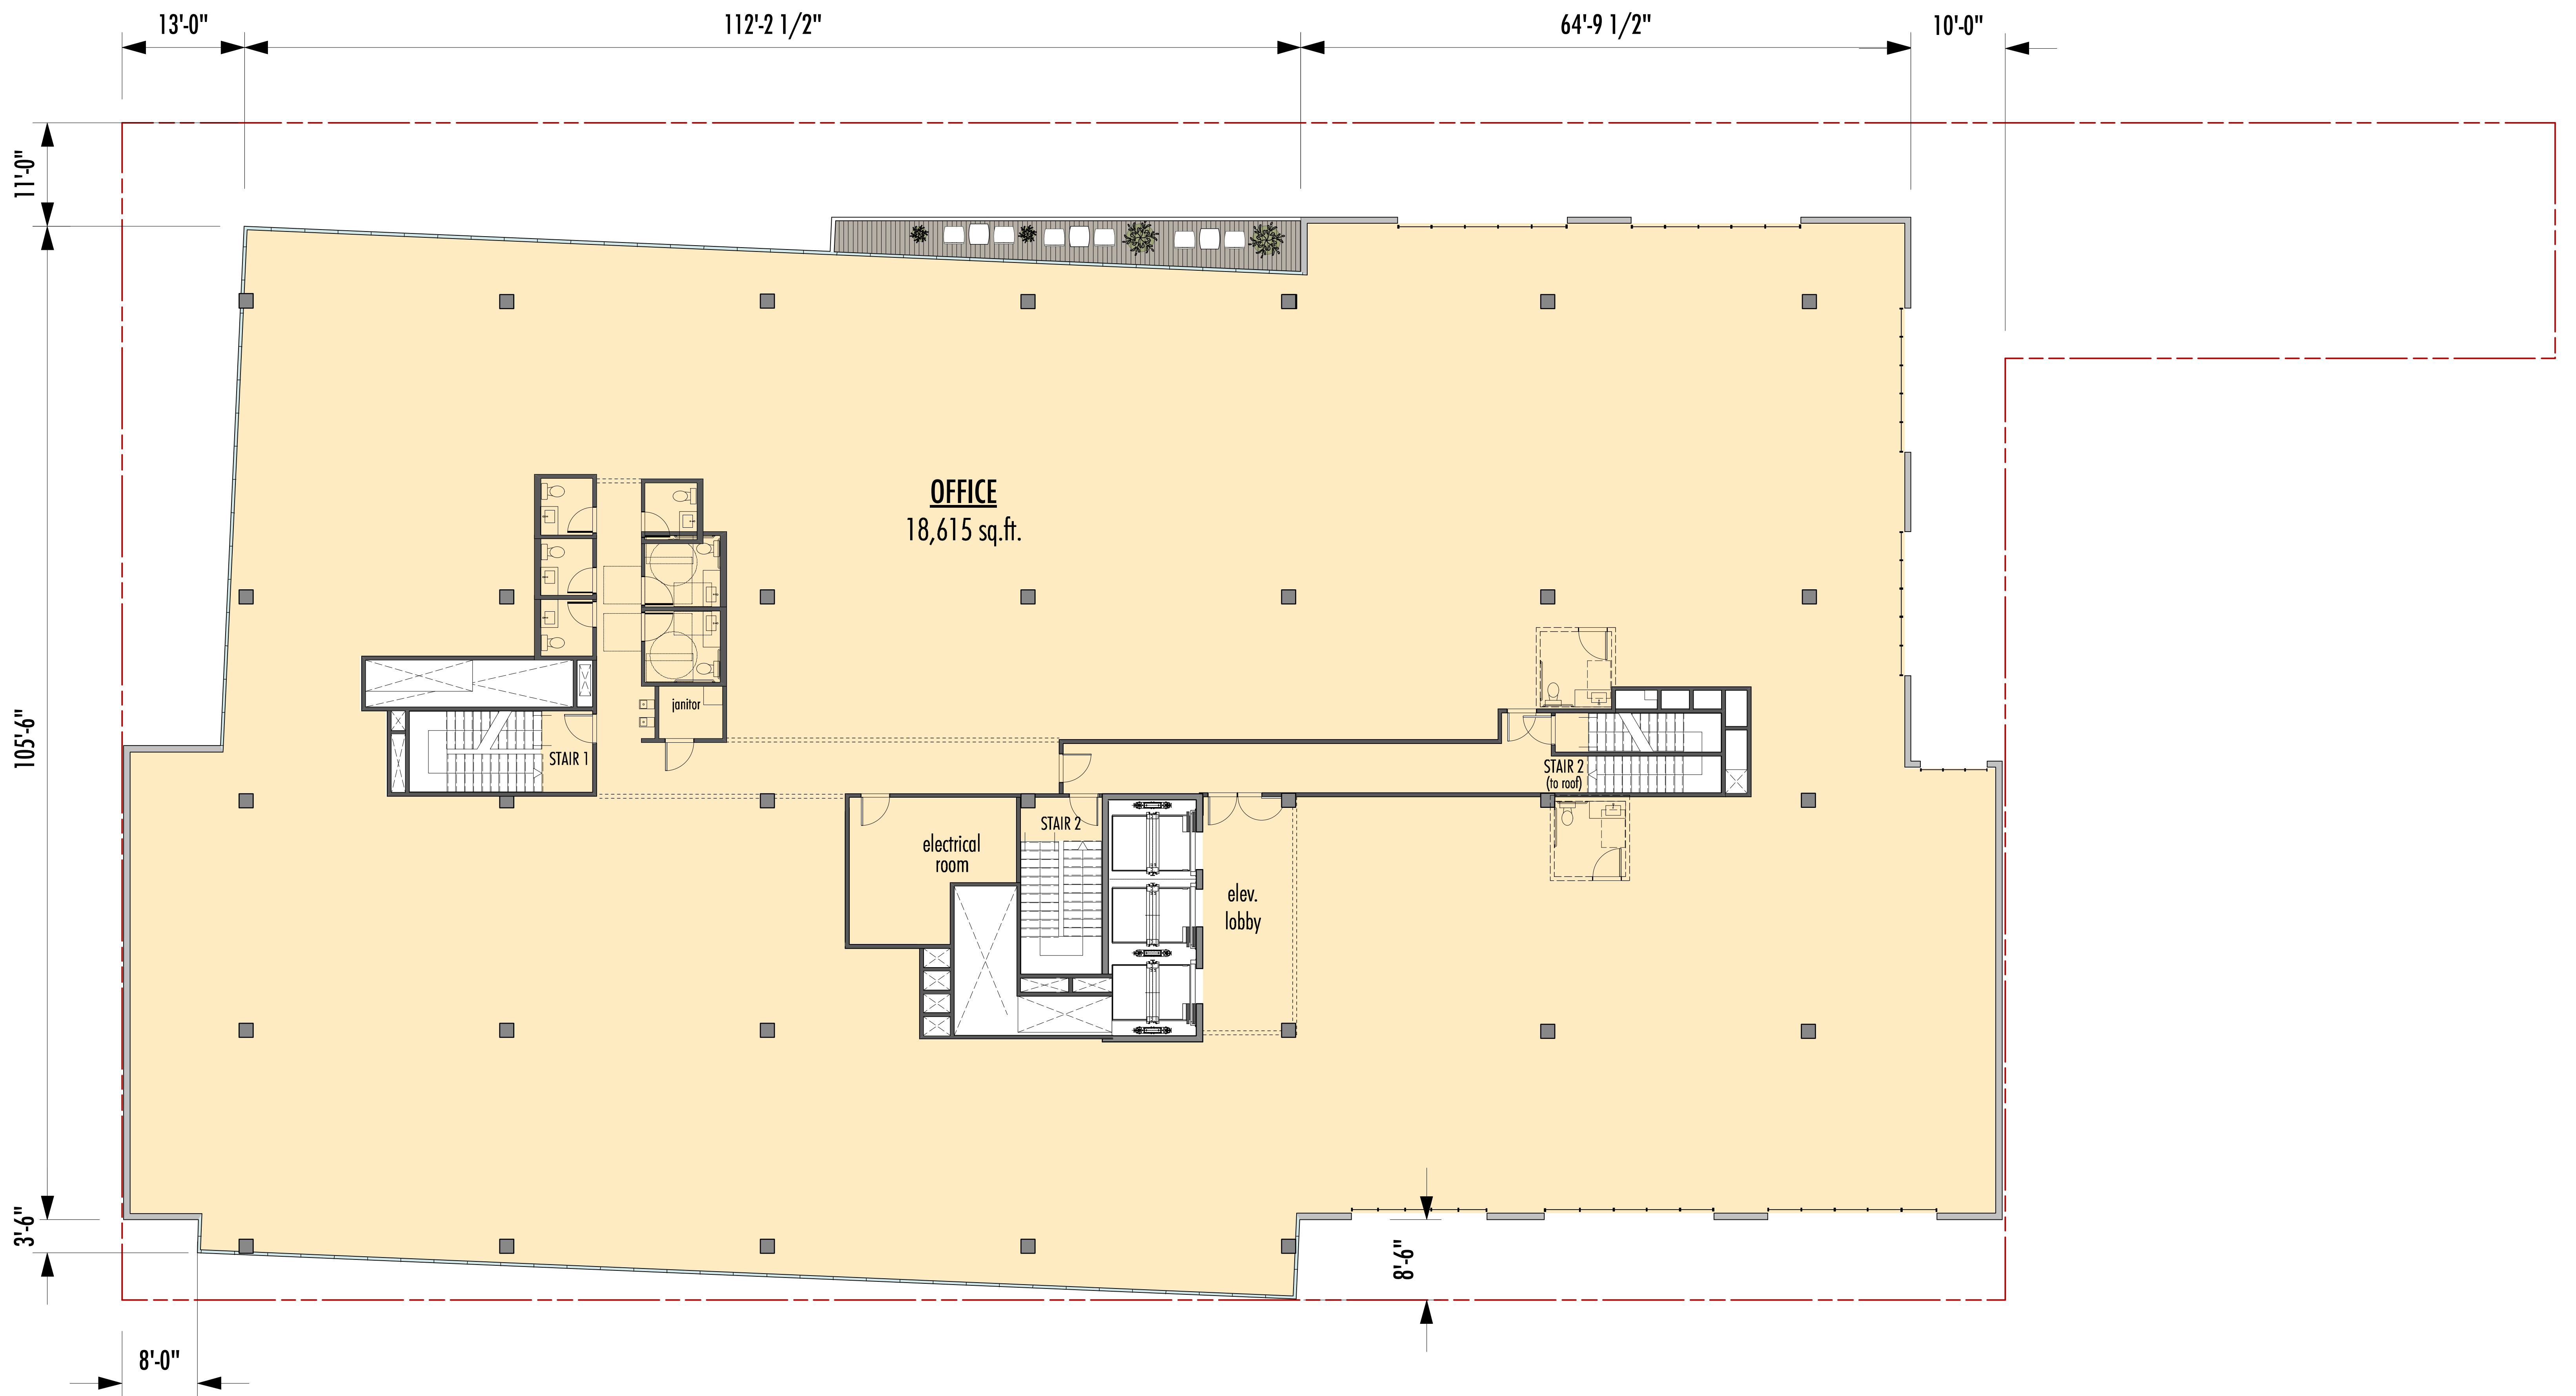 13'-0"
112'-2 1/2"
64'-9 1/2"
10'-0"
11'-0"
105'-6"
3'-6"
OFFICE
18,615 sq.ft.
janitor
STAIR 1
STAIR 2
(to roof)
STAIR 2
electrical
room
elev.
lobby
8'-6"
8'-0"